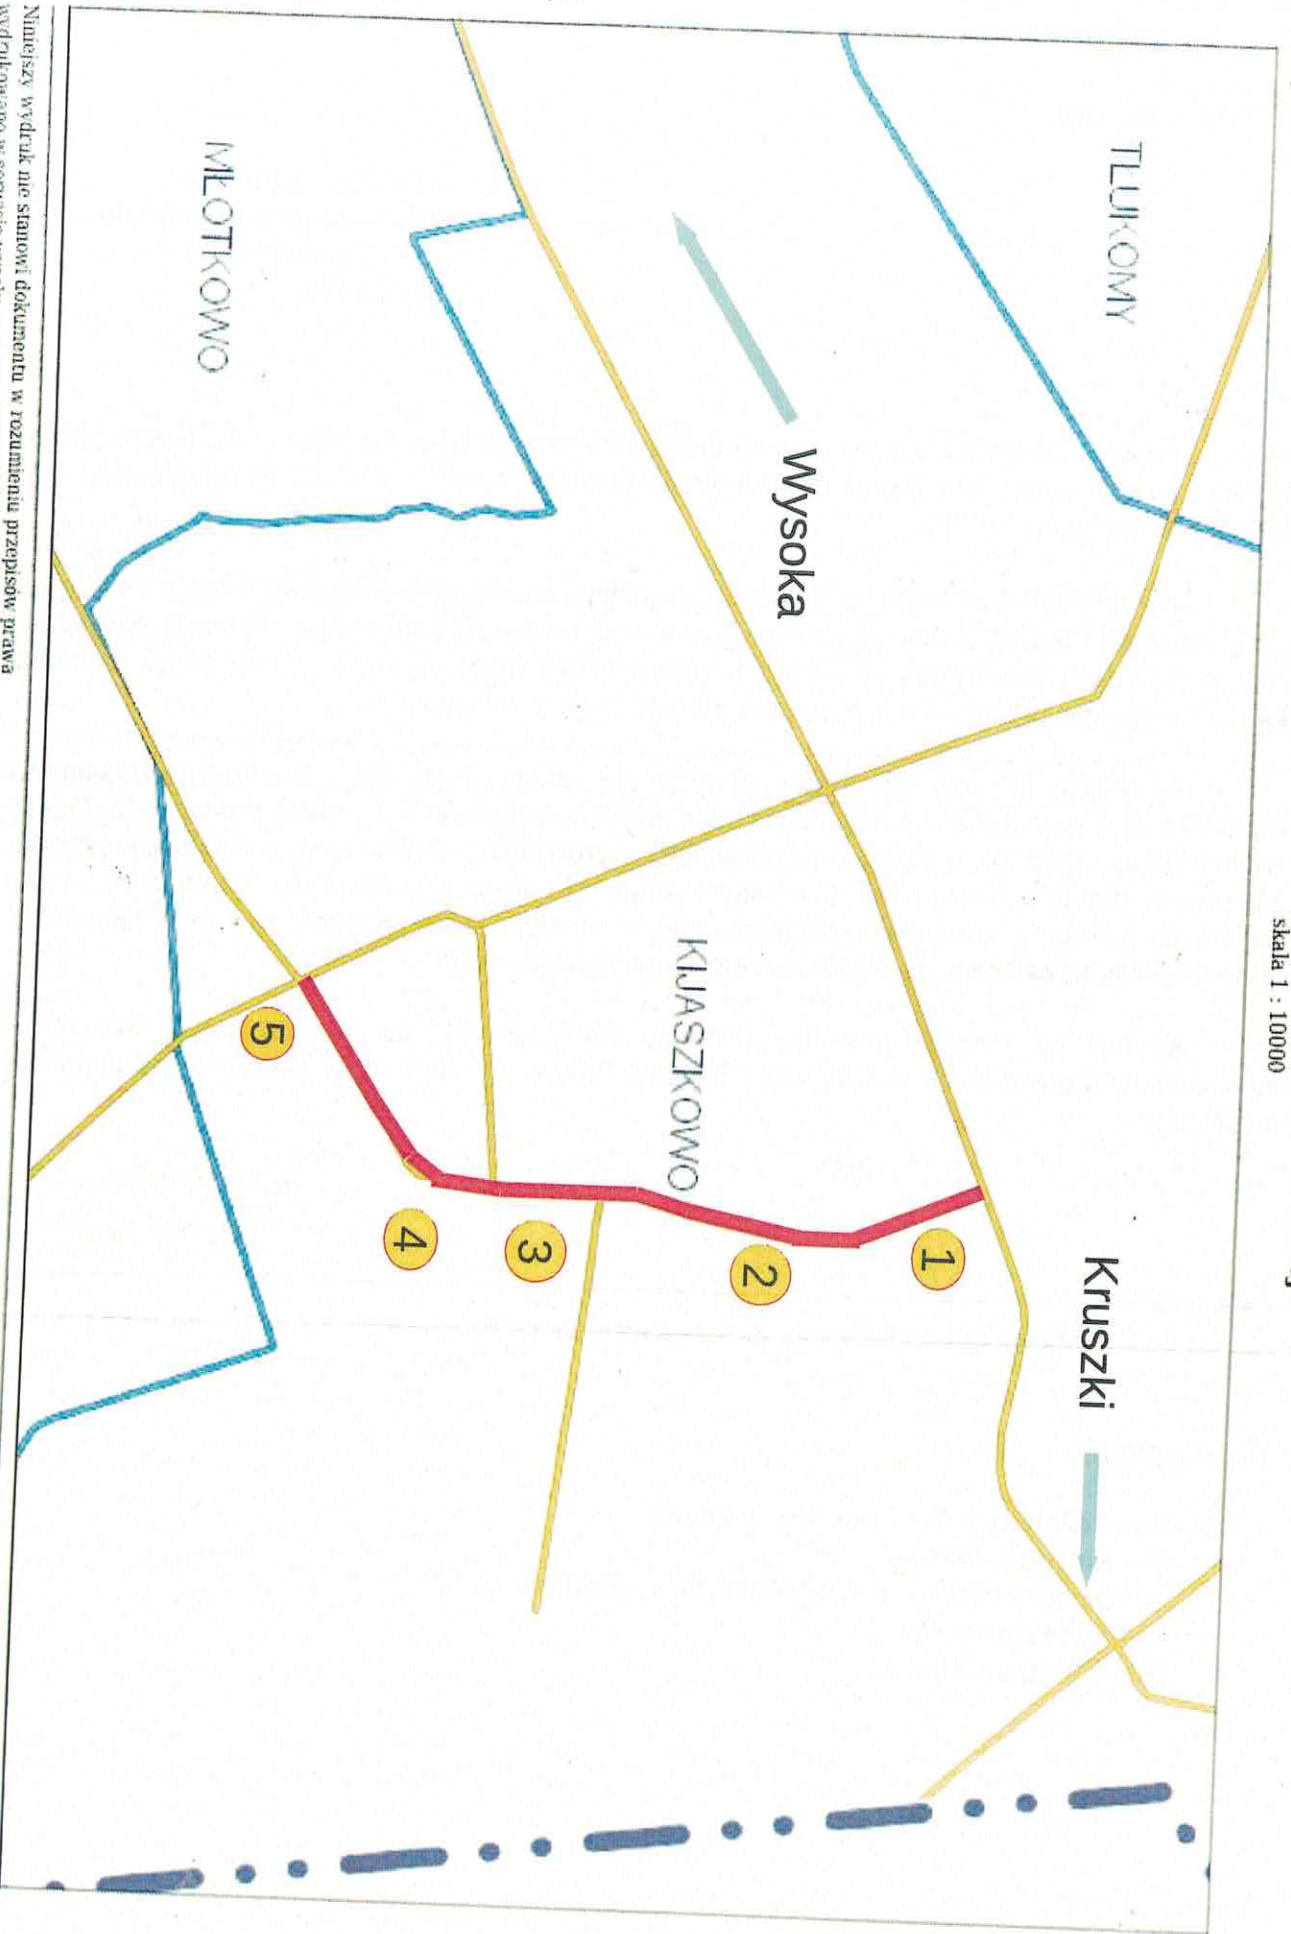 skala 1 : 10000
TŁUKOMY
Kruszki
Wysoka
1
KIJASZKOWO
2
3
4
MŁOTKOWO
5
Niniejszy wydruk nie stanowi dokumentu w rozumieniu przepisów prawa